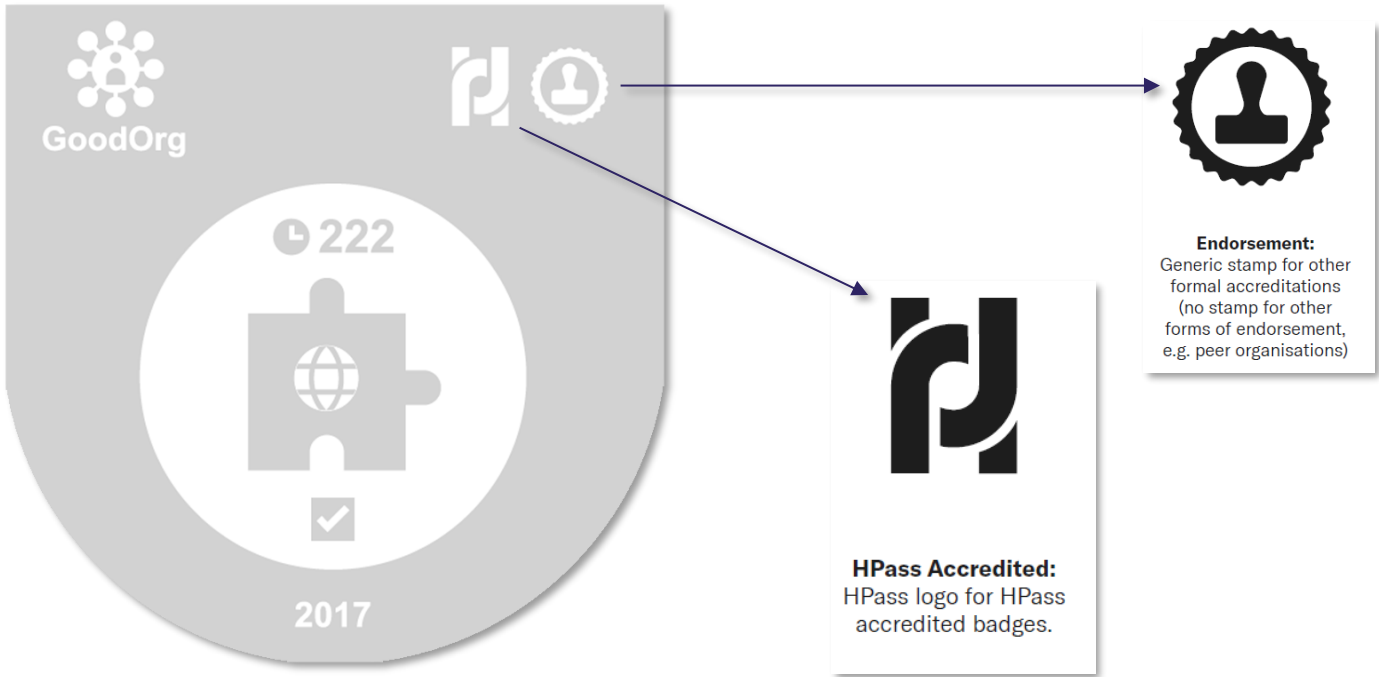 GoodOrg
222
2017
Endorsement:
Generic stamp for other
formal accreditations
(no stamp for other
forms of endorsement,
e.g. peer organisations)
HPass Accredited:
HPass logo for HPass
accredited badges.